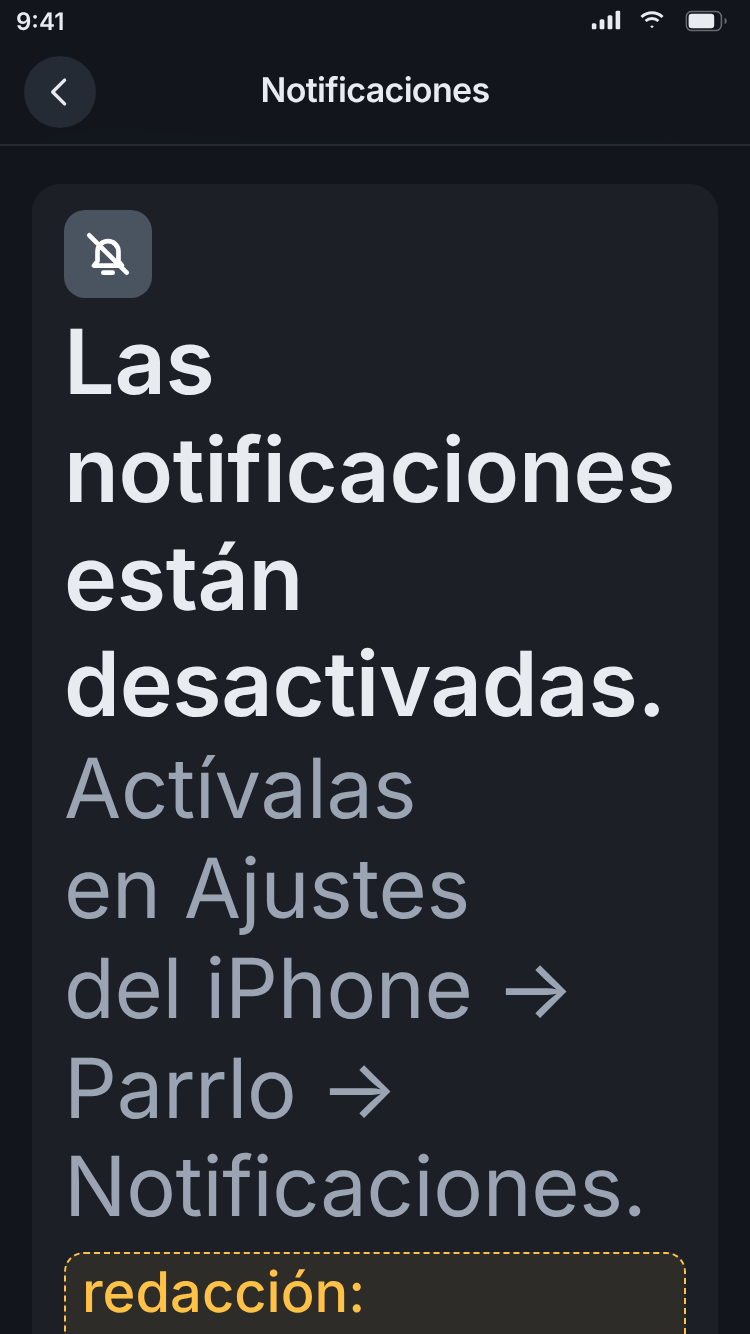 9:41
Notificaciones
Las
notificaciones
están
desactivadas.
Actívalas
en Ajustes
del iPhone →
Parrlo →
Notificaciones.
redacción: